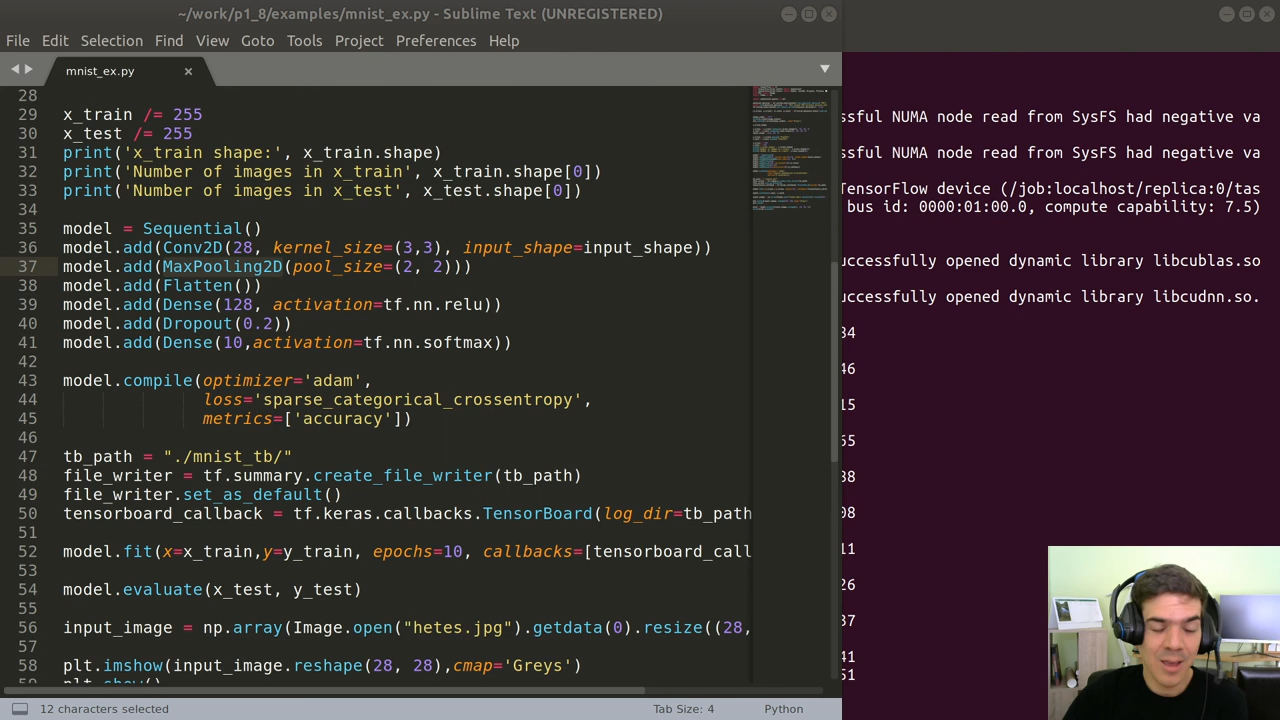 ~/work/p1_8/examples/mnist_ex.py - Sublime Text (UNREGISTERED)
File Edit Selection Find View Goto Tools Project Preferences Help
mnist_ex.py
28
29 x_train /= 255
30 x_test /= 255
31 print('x_train shape:', x_train.shape)
32 print('Number of images in x_train', x_train.shape[0])
33 print('Number of images in x_test', x_test.shape[0])
34
35 model = Sequential()
36 model.add(Conv2D(28, kernel_size=(3,3), input_shape=input_shape))
37 model.add(MaxPooling2D(pool_size=(2, 2)))
38 model.add(Flatten())
39 model.add(Dense(128, activation=tf.nn.relu))
40 model.add(Dropout(0.2))
41 model.add(Dense(10,activation=tf.nn.softmax))
42
43 model.compile(optimizer='adam',
44 loss='sparse_categorical_crossentropy',
45 metrics=['accuracy'])
46
47 tb_path = "./mnist_tb/"
48 file_writer = tf.summary.create_file_writer(tb_path)
49 file_writer.set_as_default()
50 tensorboard_callback = tf.keras.callbacks.TensorBoard(log_dir=tb_path
51
52 model.fit(x=x_train,y=y_train, epochs=10, callbacks=[tensorboard_call
53
54 model.evaluate(x_test, y_test)
55
56 input_image = np.array(Image.open("hetes.jpg").getdata(0).resize((28,
57
58 plt.imshow(input_image.reshape(28, 28),cmap='Greys')
12 characters selected
Tab Size: 4
Python
ssful NUMA node read from SysFS had negative va
ssful NUMA node read from SysFS had negative va
TensorFlow device (/job:localhost/replica:0/tas
bus id: 0000:01:00.0, compute capability: 7.5)
uccessfully opened dynamic library libcublas.so
uccessfully opened dynamic library libcudnn.so.
34
46
15
55
38
08
11
26
37
41
51